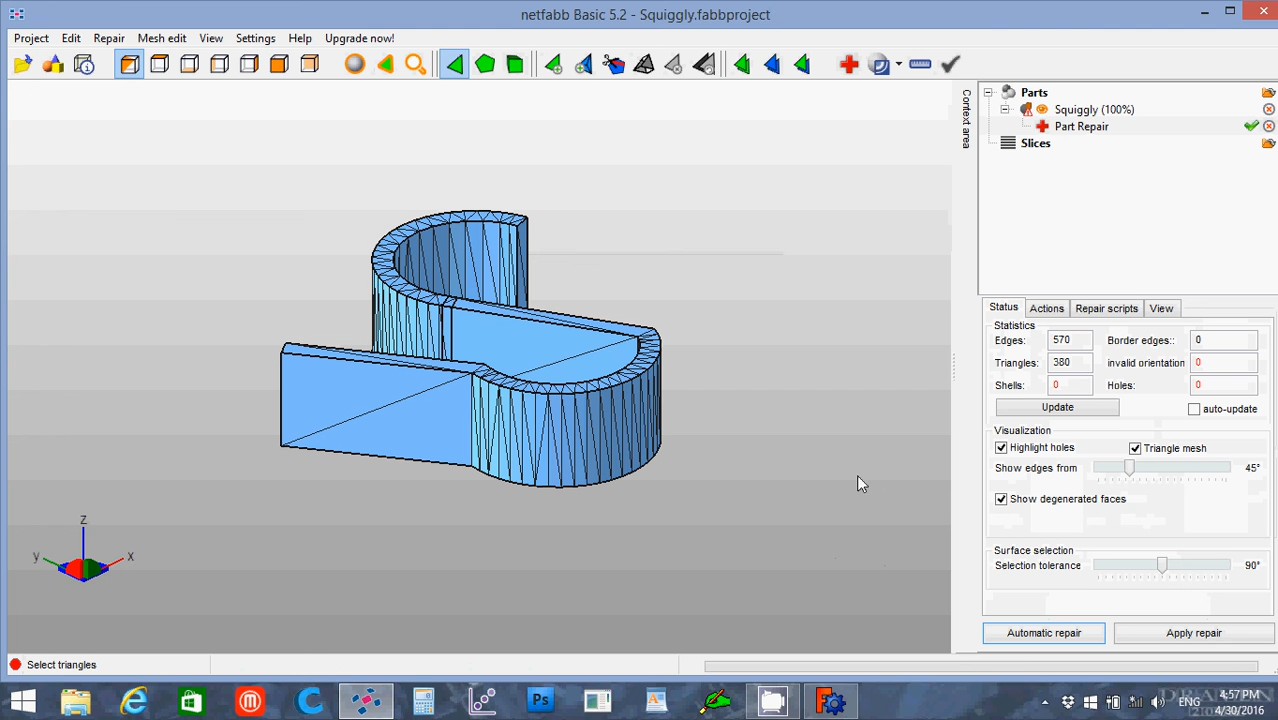 netfabb Basic 5.2 - Squiggly.fabbproject
Project Edit Repair Mesh edit View Settings Help Upgrade now!
Context area
Parts
Squiggly (100%)
Part Repair
Slices
Status Actions Repair scripts View
Statistics
Edges: 570 Border edges:: 0
Triangles: 380 invalid orientation 0
Shells: 0 Holes: 0
Update auto-update
Visualization
Highlight holes Triangle mesh
Show edges from 45°
Show degenerated faces
Surface selection
Selection tolerance 90°
Automatic repair Apply repair
z
y x
Select triangles
Ps
ENG
4:57 PM
4/30/2016